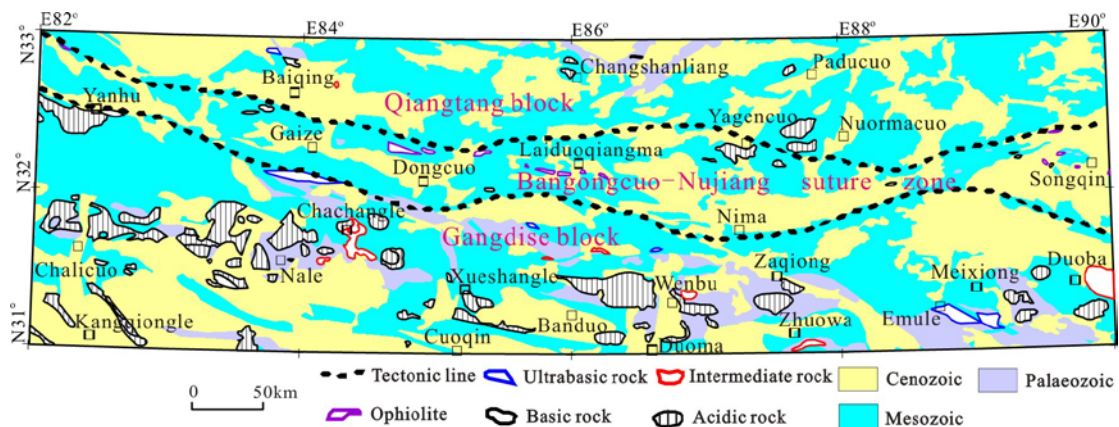 E82° E84° E86° E88° E90°
N33°
Baiqing
Changshanliang
Paducuo
Yanhu
Qiangtang block
Gaize
Yagencuo
Nuormacuo
Laiduoqiangma
N32°
Dongcuo
Bangongcuo-Nujiang suture zone
Songqin
Chachangle
Nima
Gangdise block
Chalicuo
Nale
Xueshangle
Wenbu
Zaqiong
Meixiong
Duoba
Banduo
Emule
N31°
Kangqiongle
Cuoqin
Duoma
Zhuowa
0 50km
Tectonic line Ultrabasic rock Intermediate rock Cenozoic Palaeozoic
Ophiolite Basic rock Acidic rock Mesozoic